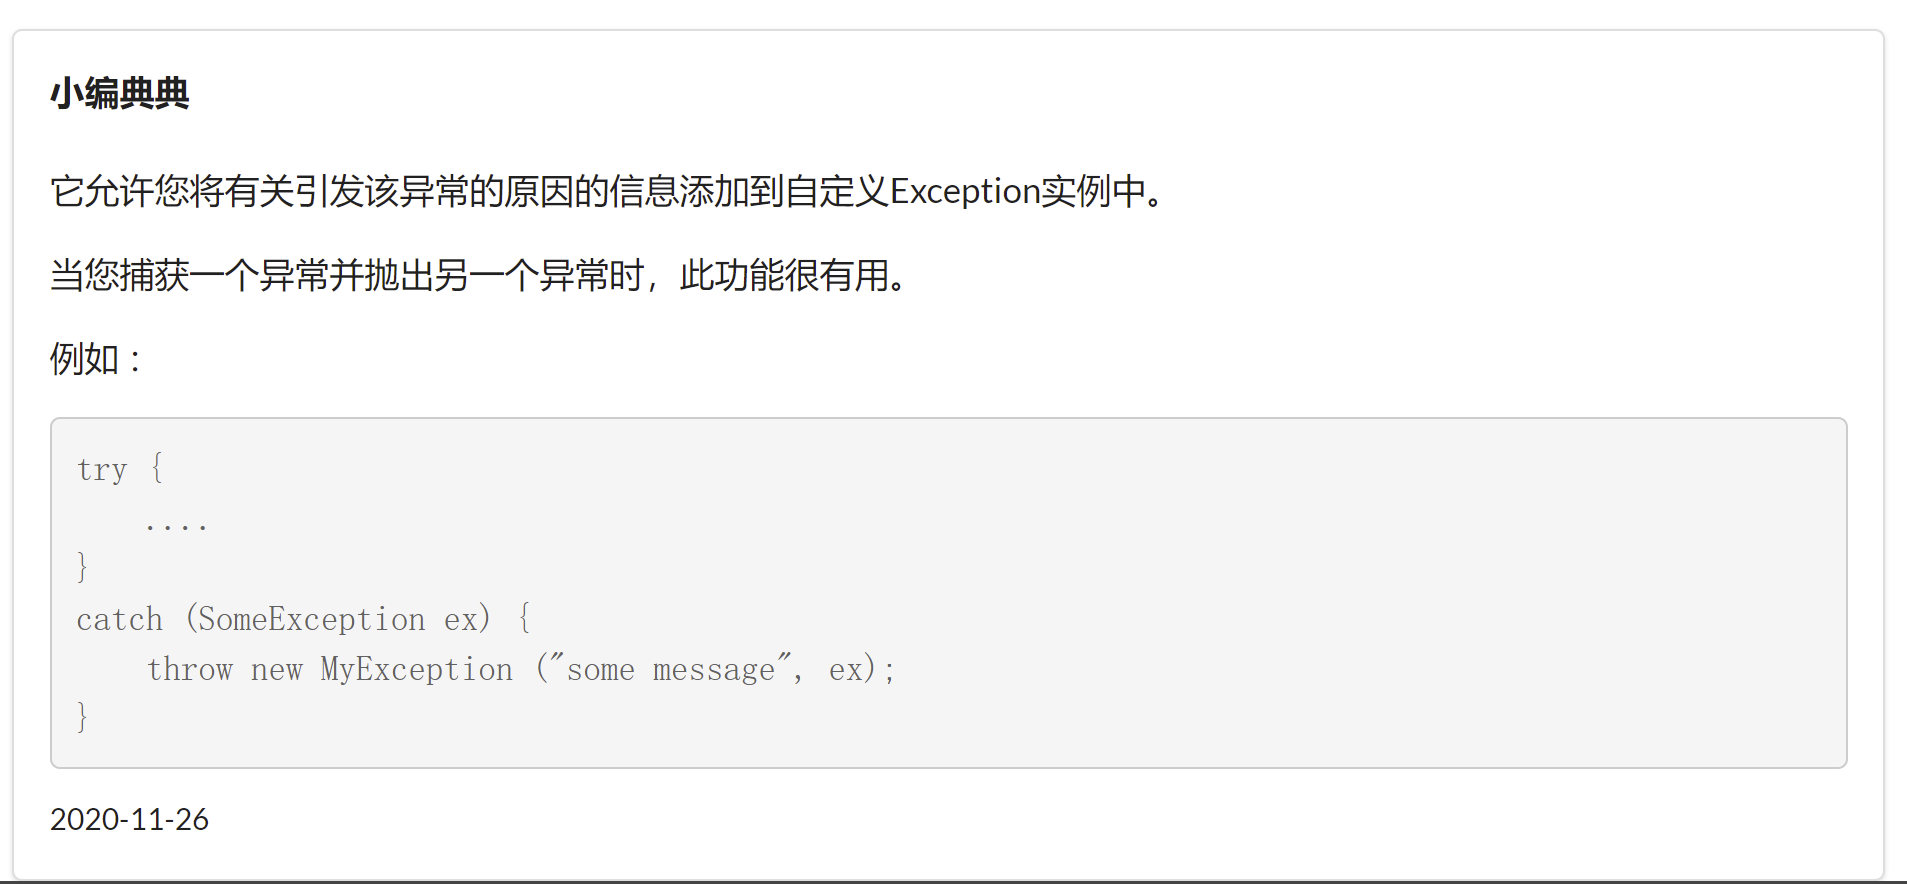 小编典典
它允许您将有关引发该异常的原因的信息添加到自定义Exception实例中。
当您捕获一个异常并抛出另一个异常时，此功能很有用。
例如：
try {
    ....
}
catch (SomeException ex) {
    throw new MyException ("some message", ex);
}
2020-11-26